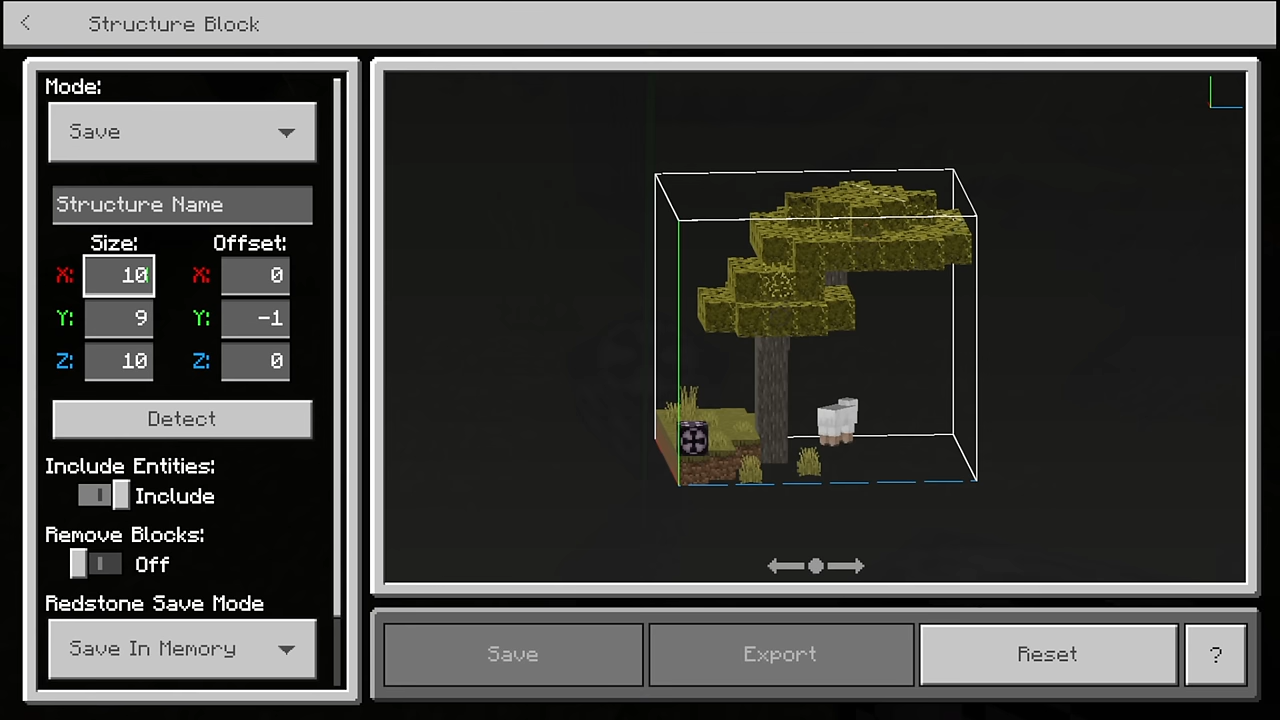 Structure Block
Mode:
Save
Structure Name
Size: Offset:
X: 10 X: 0
Y: 9 Y: -1
Z: 10 Z: 0
Detect
Include Entities:
Include
Remove Blocks:
Off
Redstone Save Mode
Save In Memory
Save Export Reset ?